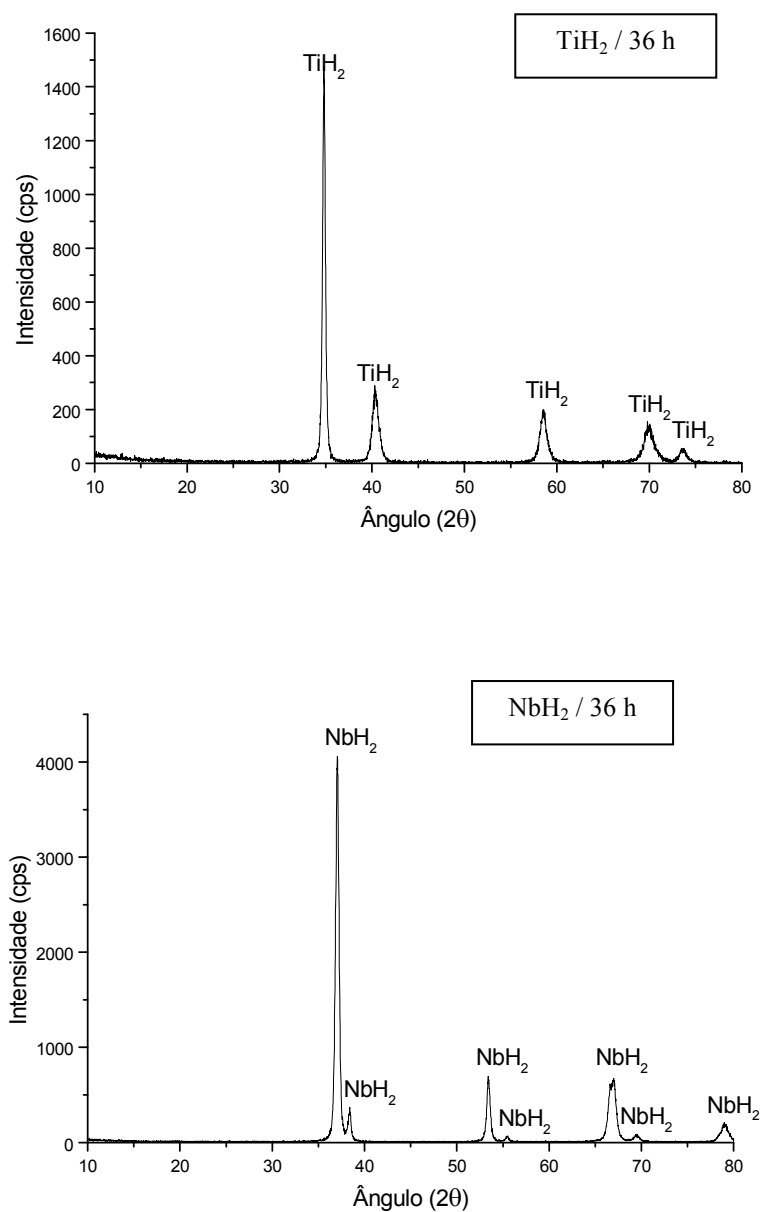 TiH₂ / 36 h
1600
1400
1200
1000
800
600
400
200
0
Intensidade (cps)
TiH₂
TiH₂
TiH₂
TiH₂
TiH₂
10 20 30 40 50 60 70 80
Ângulo (2θ)
NbH₂ / 36 h
4000
3000
2000
1000
0
Intensidade (cps)
NbH₂
NbH₂
NbH₂
NbH₂
NbH₂
NbH₂
NbH₂
10 20 30 40 50 60 70 80
Ângulo (2θ)